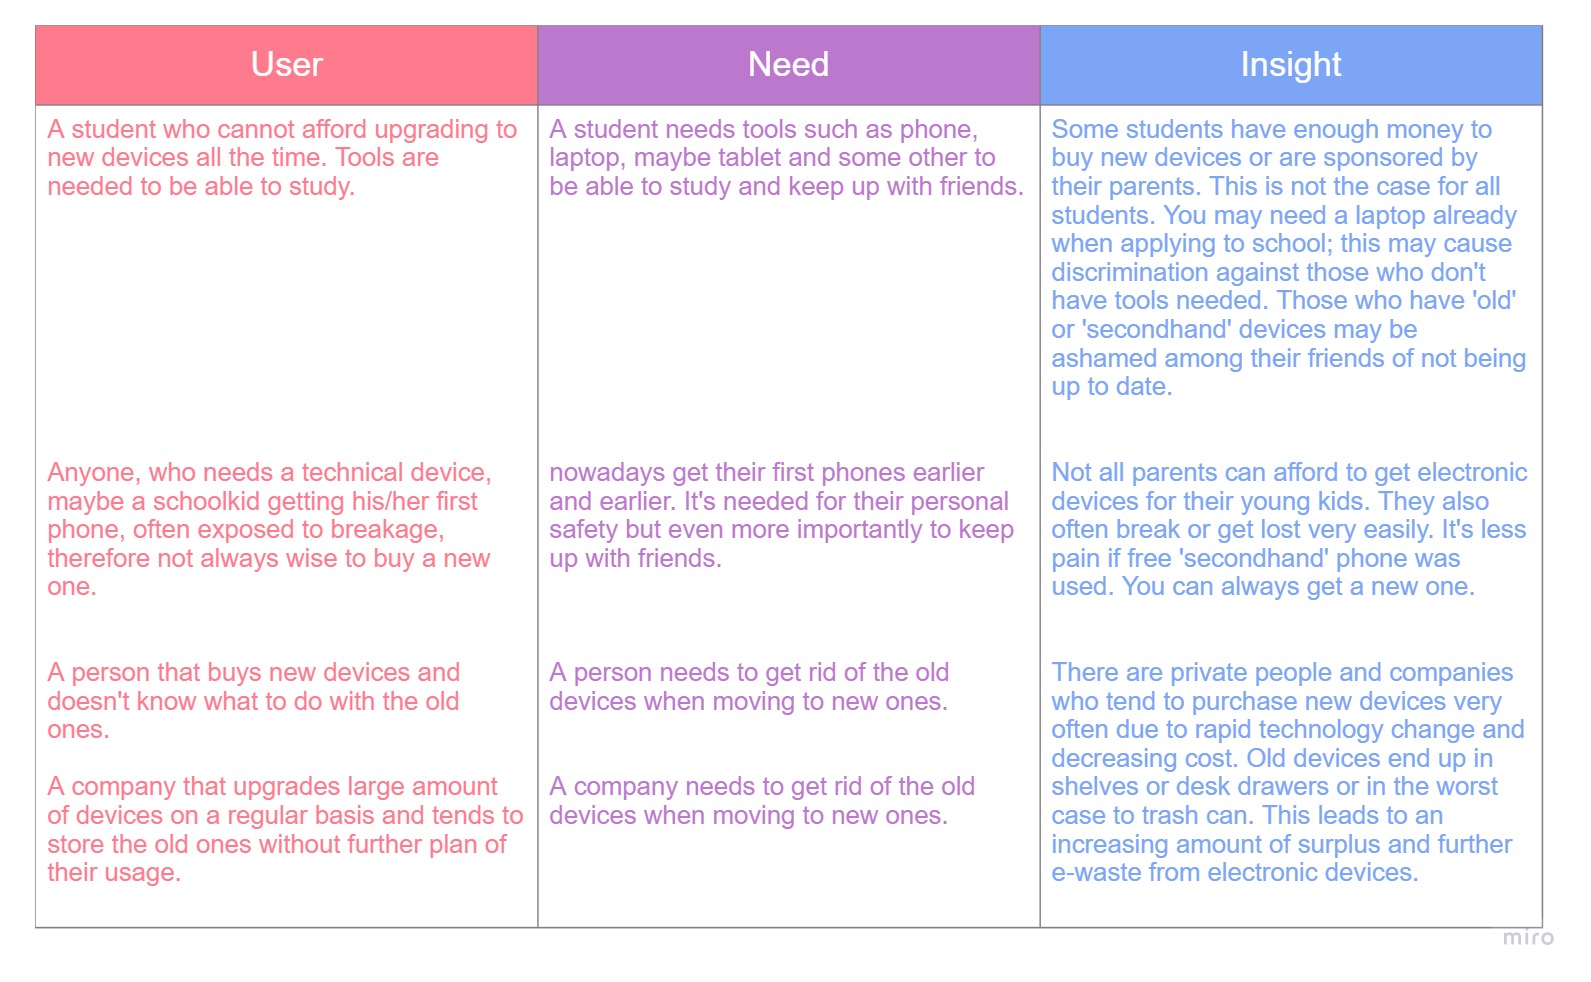 User
Need
Insight
A student who cannot afford upgrading to
new devices all the time. Tools are
needed to be able to study.
A student needs tools such as phone,
laptop, maybe tablet and some other to
be able to study and keep up with friends.
Some students have enough money to
buy new devices or are sponsored by
their parents. This is not the case for all
students. You may need a laptop already
when applying to school; this may cause
discrimination against those who don't
have tools needed. Those who have 'old'
or 'secondhand' devices may be
ashamed among their friends of not being
up to date.
Anyone, who needs a technical device,
maybe a schoolkid getting his/her first
phone, often exposed to breakage,
therefore not always wise to buy a new
one.
nowadays get their first phones earlier
and earlier. It's needed for their personal
safety but even more importantly to keep
up with friends.
Not all parents can afford to get electronic
devices for their young kids. They also
often break or get lost very easily. It's less
pain if free 'secondhand' phone was
used. You can always get a new one.
A person that buys new devices and
doesn't know what to do with the old
ones.
A person needs to get rid of the old
devices when moving to new ones.
There are private people and companies
who tend to purchase new devices very
often due to rapid technology change and
decreasing cost. Old devices end up in
shelves or desk drawers or in the worst
case to trash can. This leads to an
increasing amount of surplus and further
e-waste from electronic devices.
A company that upgrades large amount
of devices on a regular basis and tends to
store the old ones without further plan of
their usage.
A company needs to get rid of the old
devices when moving to new ones.
miro